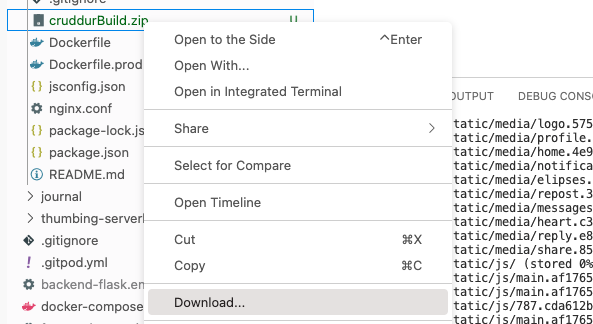 .gitignore
cruddurBuild.zip U
Dockerfile
Dockerfile.prod
jsconfig.json
nginx.conf
package-lock.js
package.json
README.md
journal
thumbing-server
.gitignore
.gitpod.yml
backend-flask.en
docker-compose
Open to the Side ^Enter
Open With...
Open in Integrated Terminal
Share
Select for Compare
Open Timeline
Cut ⌘X
Copy ⌘C
Download...
OUTPUT DEBUG CONSO
tatic/media/logo.575
tatic/media/profile.
tatic/media/home.4e9
tatic/media/notifica
tatic/media/elipses.
tatic/media/repost.3
tatic/media/messages
tatic/media/heart.c3
tatic/media/reply.e8
tatic/media/share.85
tatic/js/ (stored 0%
tatic/js/main.af1765
tatic/js/main.af1765
tatic/js/787.cda612b
tatic/js/main.af1765